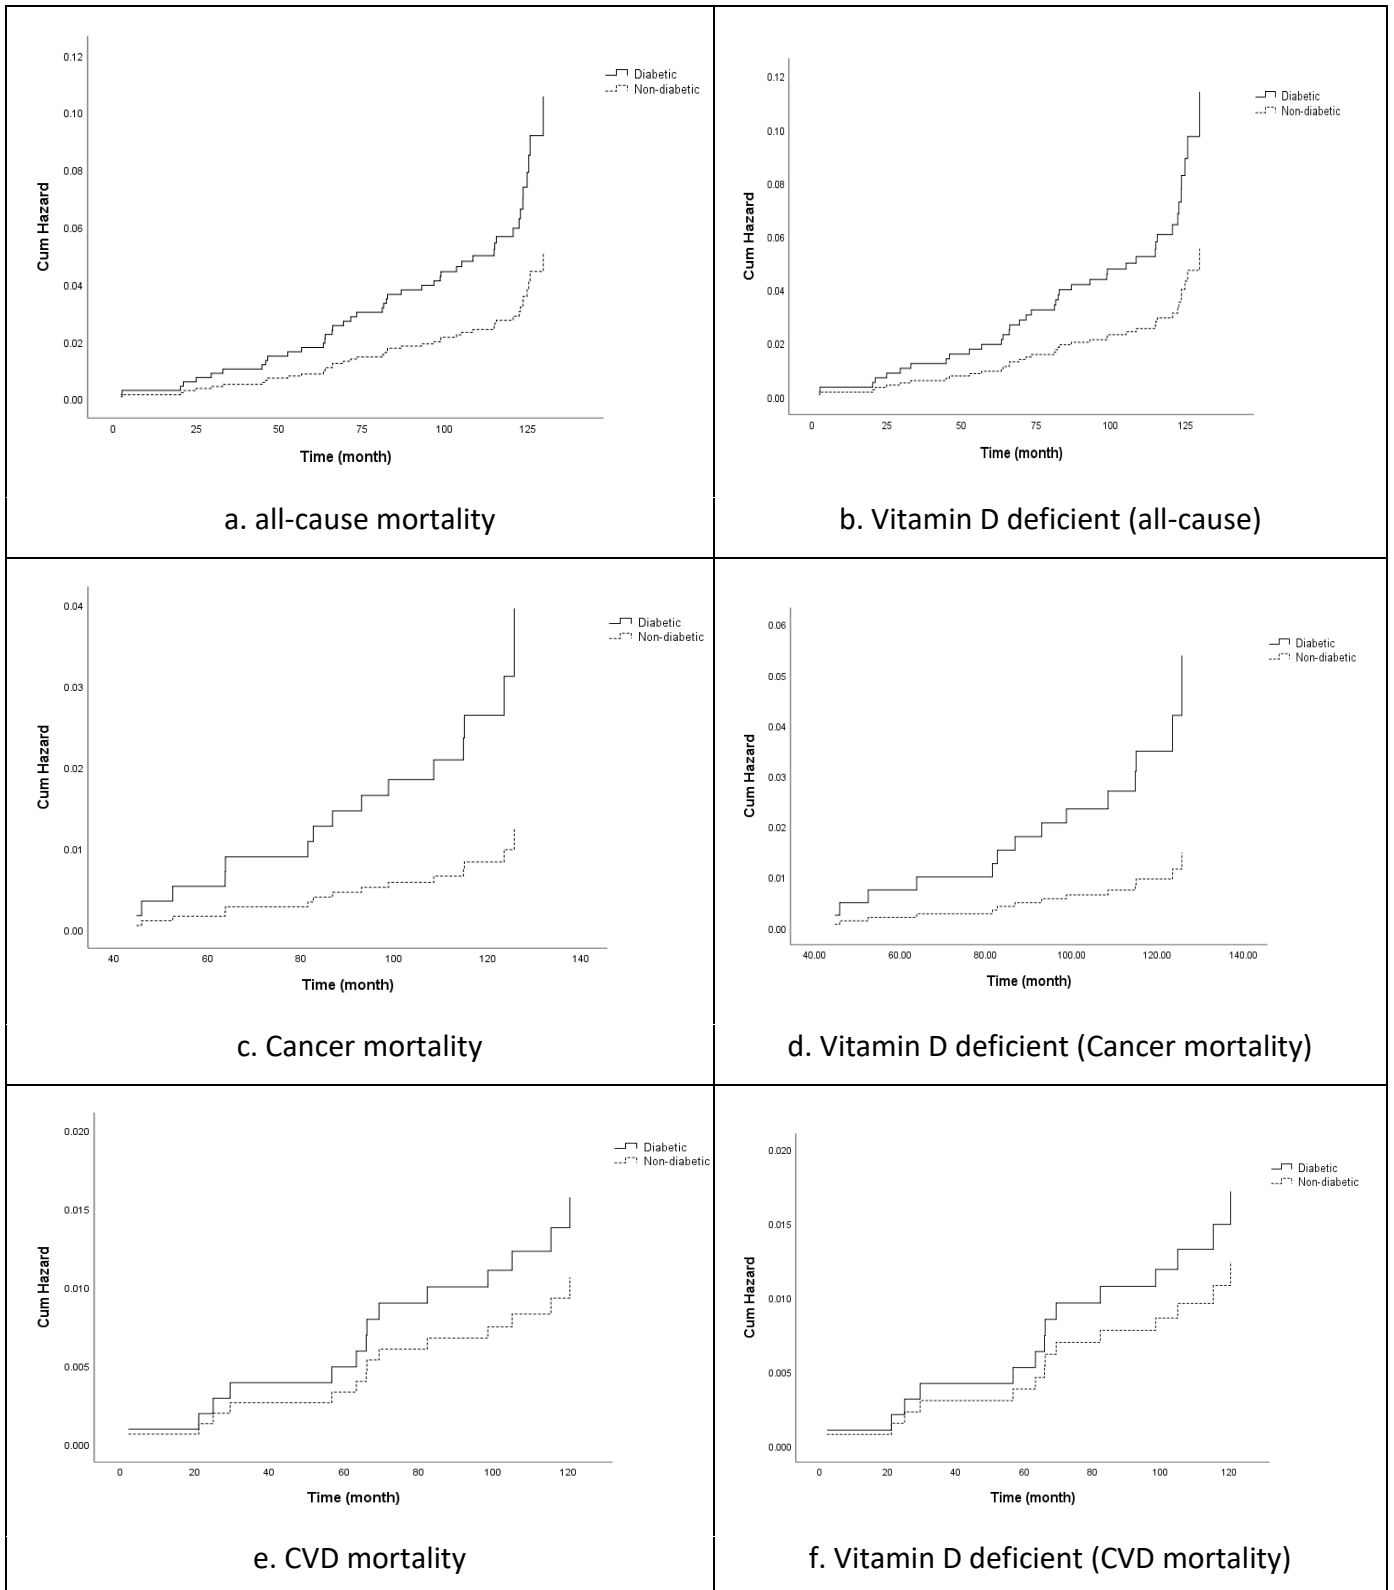 0.12
0.10
0.08
0.06
0.04
0.02
0.00
Cum Hazard
Diabetic
Non-diabetic
0 25 50 75 100 125
Time (month)
a. all-cause mortality
0.12
0.10
0.08
0.06
0.04
0.02
0.00
Cum Hazard
Diabetic
Non-diabetic
0 25 50 75 100 125
Time (month)
b. Vitamin D deficient (all-cause)
0.04
0.03
0.02
0.01
0.00
Cum Hazard
Diabetic
Non-diabetic
40 60 80 100 120 140
Time (month)
c. Cancer mortality
0.06
0.05
0.04
0.03
0.02
0.01
0.00
Cum Hazard
Diabetic
Non-diabetic
40.00 60.00 80.00 100.00 120.00 140.00
Time (month)
d. Vitamin D deficient (Cancer mortality)
0.020
0.015
0.010
0.005
0.000
Cum Hazard
Diabetic
Non-diabetic
0 20 40 60 80 100 120
Time (month)
e. CVD mortality
0.020
0.015
0.010
0.005
0.000
Cum Hazard
Diabetic
Non-diabetic
0 20 40 60 80 100 120
Time (month)
f. Vitamin D deficient (CVD mortality)